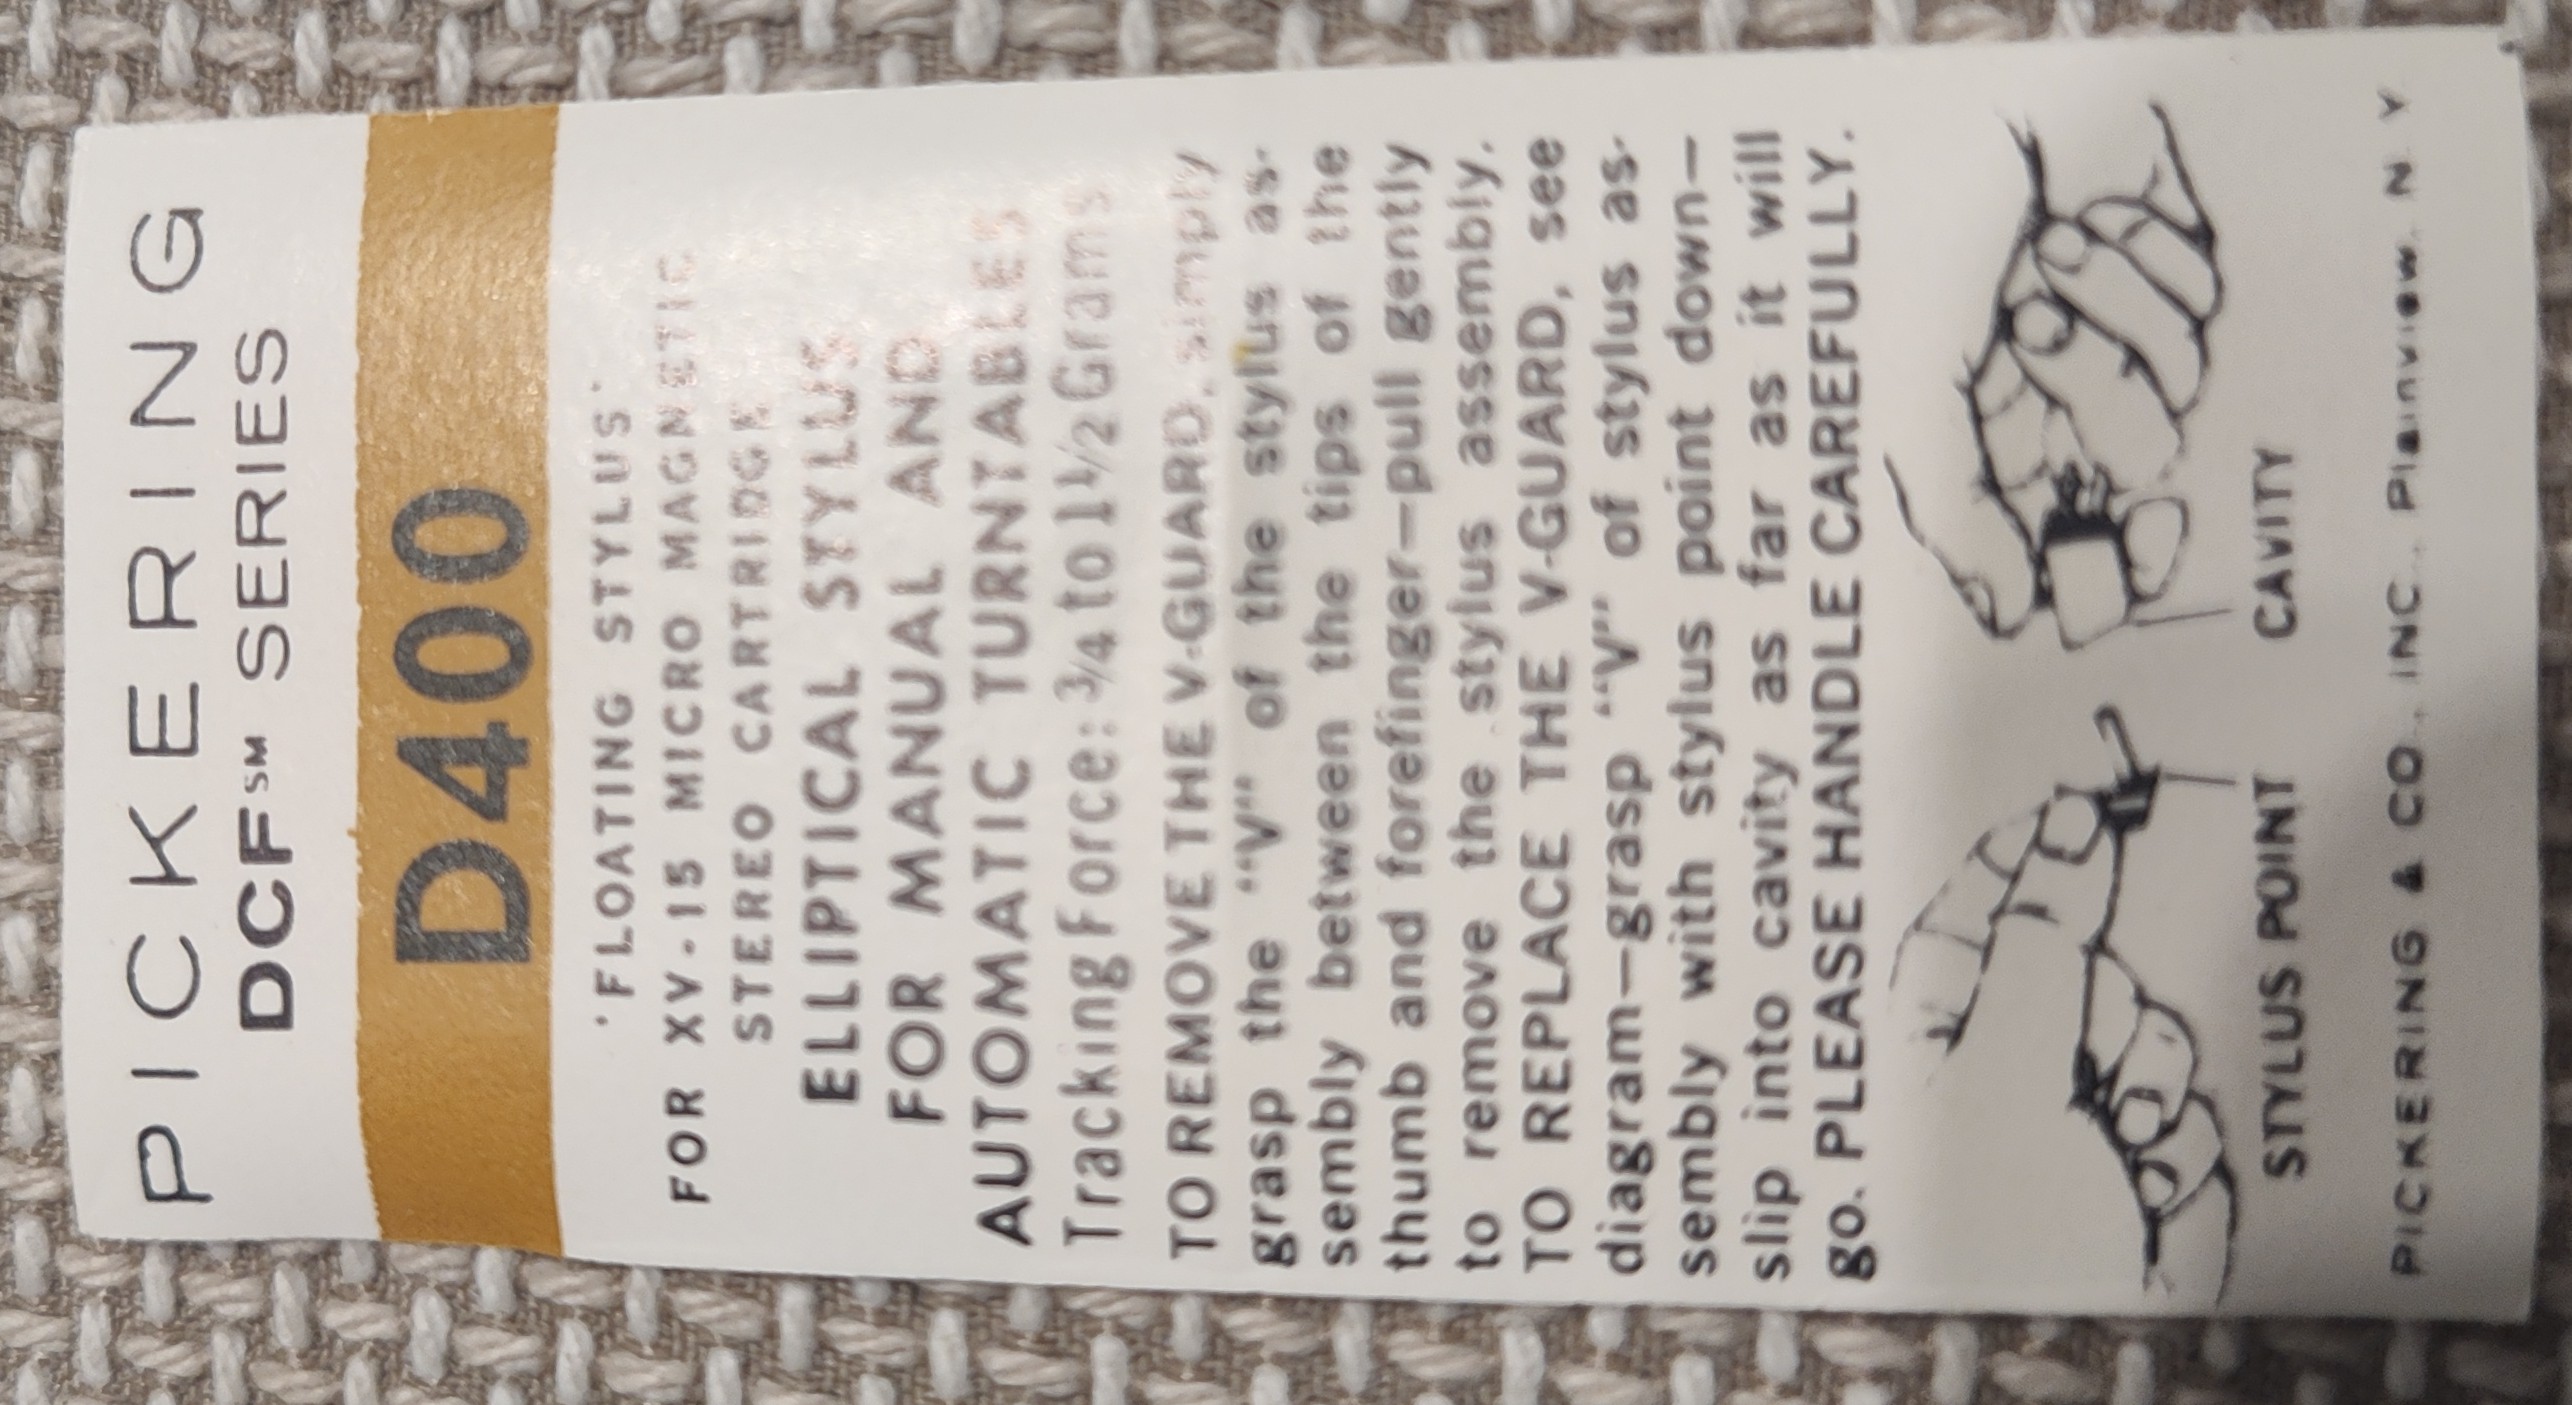 PICKERING
DCF℠ SERIES
D400
'FLOATING STYLUS'
FOR XV-15 MICRO MAGNETIC
STEREO CARTRIDGE
ELLIPTICAL STYLUS
FOR MANUAL AND
AUTOMATIC TURNTABLES
Tracking Force: ¾ to 1½ Grams
TO REMOVE THE V-GUARD, simply
grasp the "V" of the stylus as-
sembly between the tips of the
thumb and forefinger—pull gently
to remove the stylus assembly.
TO REPLACE THE V-GUARD, see
diagram—grasp "V" of stylus as-
sembly with stylus point down—
slip into cavity as far as it will
go. PLEASE HANDLE CAREFULLY.
STYLUS POINT CAVITY
PICKERING & CO., INC., Plainview, N Y